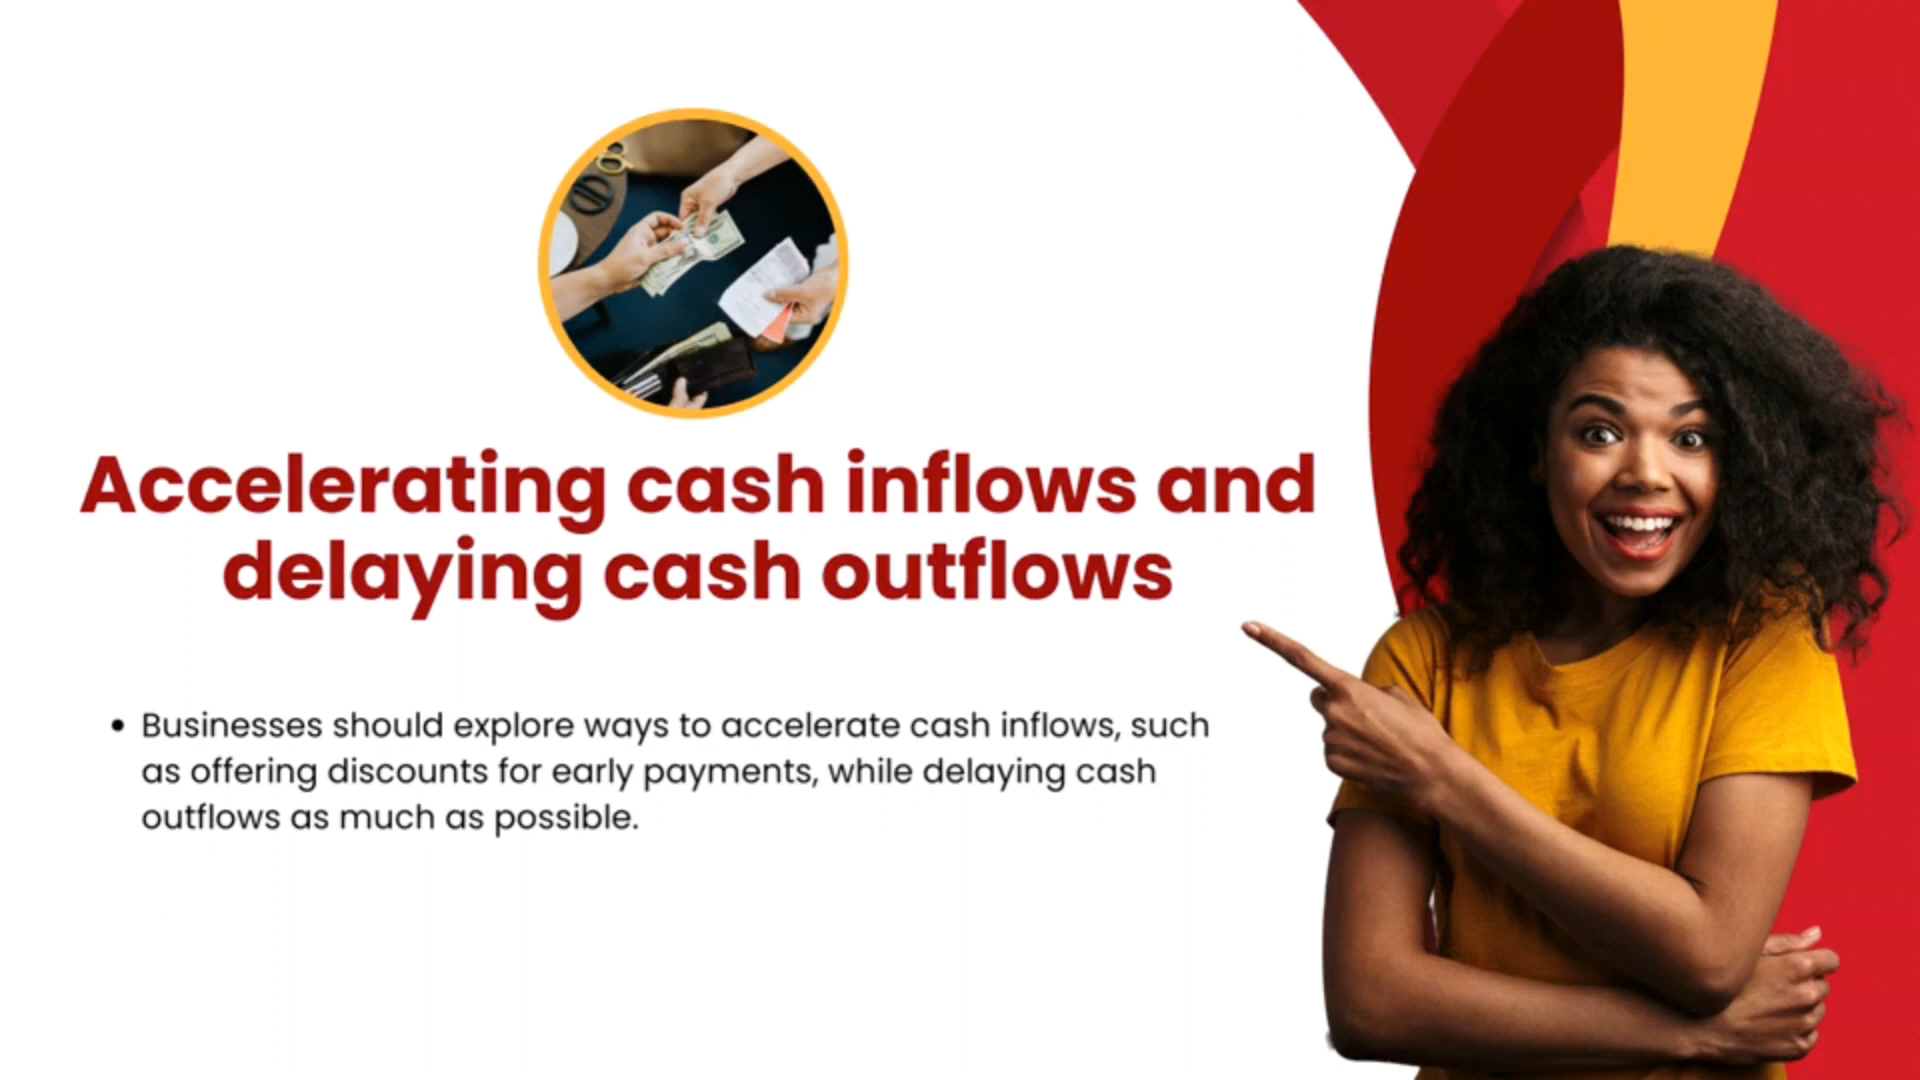 Accelerating cash inflows and
delaying cash outflows
• Businesses should explore ways to accelerate cash inflows, such
as offering discounts for early payments, while delaying cash
outflows as much as possible.